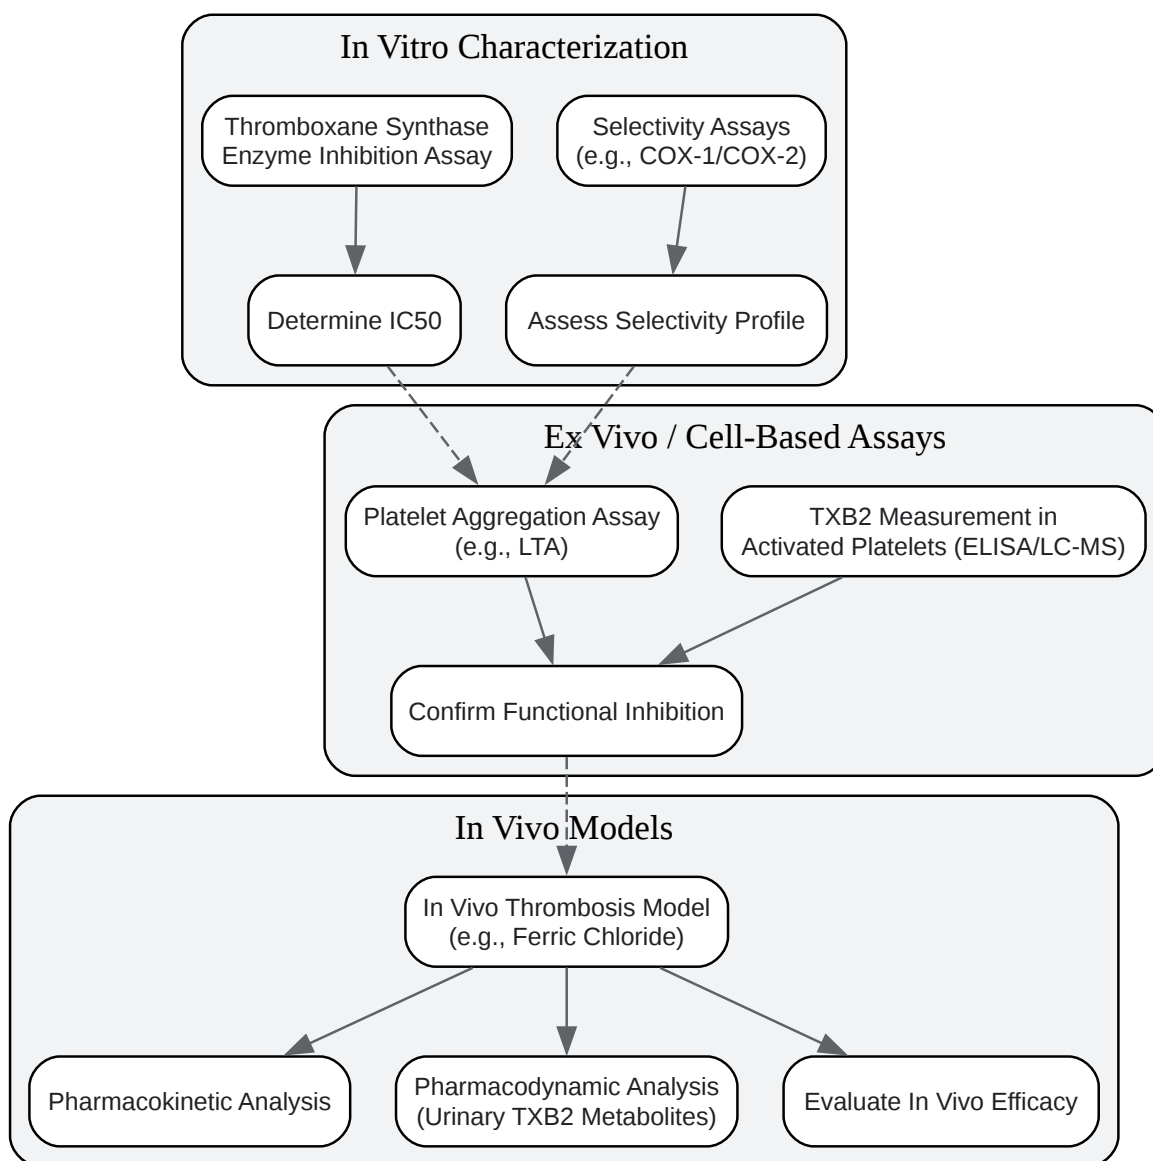 In Vitro Characterization
Thromboxane Synthase
Enzyme Inhibition Assay
Selectivity Assays
(e.g., COX-1/COX-2)
Determine IC50
Assess Selectivity Profile
Ex Vivo / Cell-Based Assays
Platelet Aggregation Assay
(e.g., LTA)
TXB2 Measurement in
Activated Platelets (ELISA/LC-MS)
Confirm Functional Inhibition
In Vivo Models
In Vivo Thrombosis Model
(e.g., Ferric Chloride)
Pharmacokinetic Analysis
Pharmacodynamic Analysis
(Urinary TXB2 Metabolites)
Evaluate In Vivo Efficacy